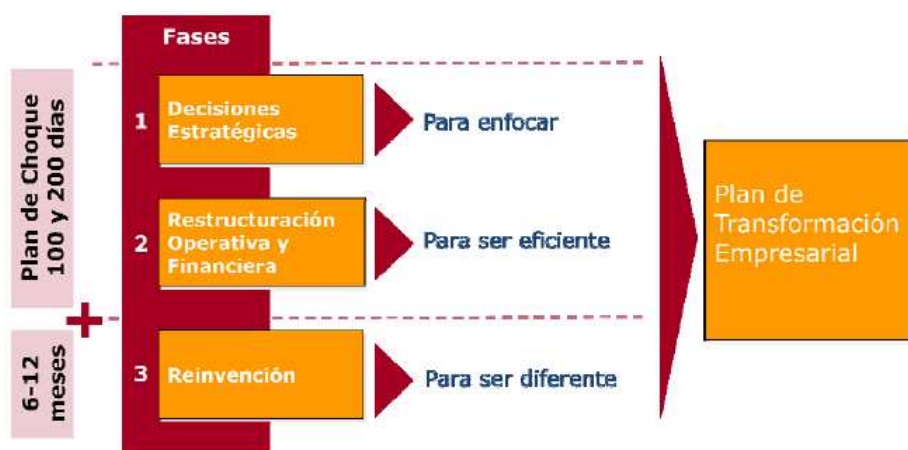 Fases
Plan de Choque
100 y 200 días
1
Decisiones
Estratégicas
Para enfocar
2
Restructuración
Operativa y
Financiera
Para ser eficiente
+
6-12
meses
3
Reinvención
Para ser diferente
Plan de
Transformación
Empresarial